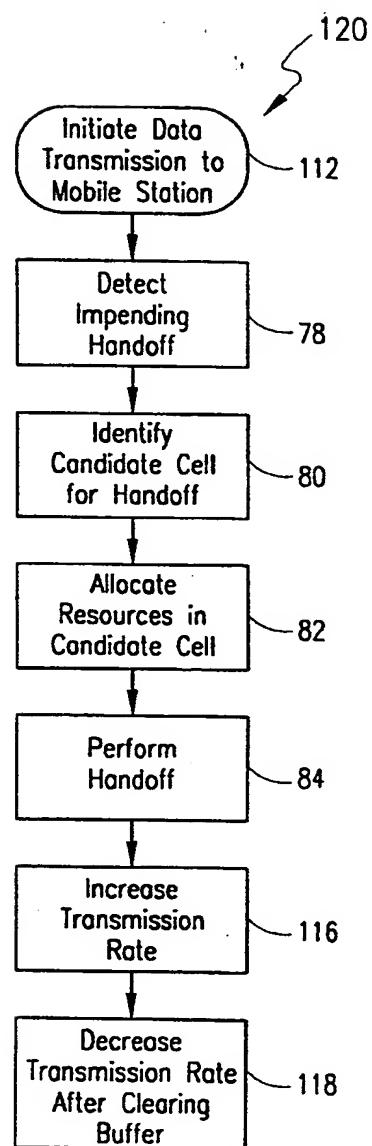 120
Initiate Data
Transmission to
Mobile Station
112
Detect
Impending
Handoff
78
Identify
Candidate Cell
for Handoff
80
Allocate
Resources in
Candidate Cell
82
Perform
Handoff
84
Increase
Transmission
Rate
116
Decrease
Transmission Rate
After Clearing
Buffer
118